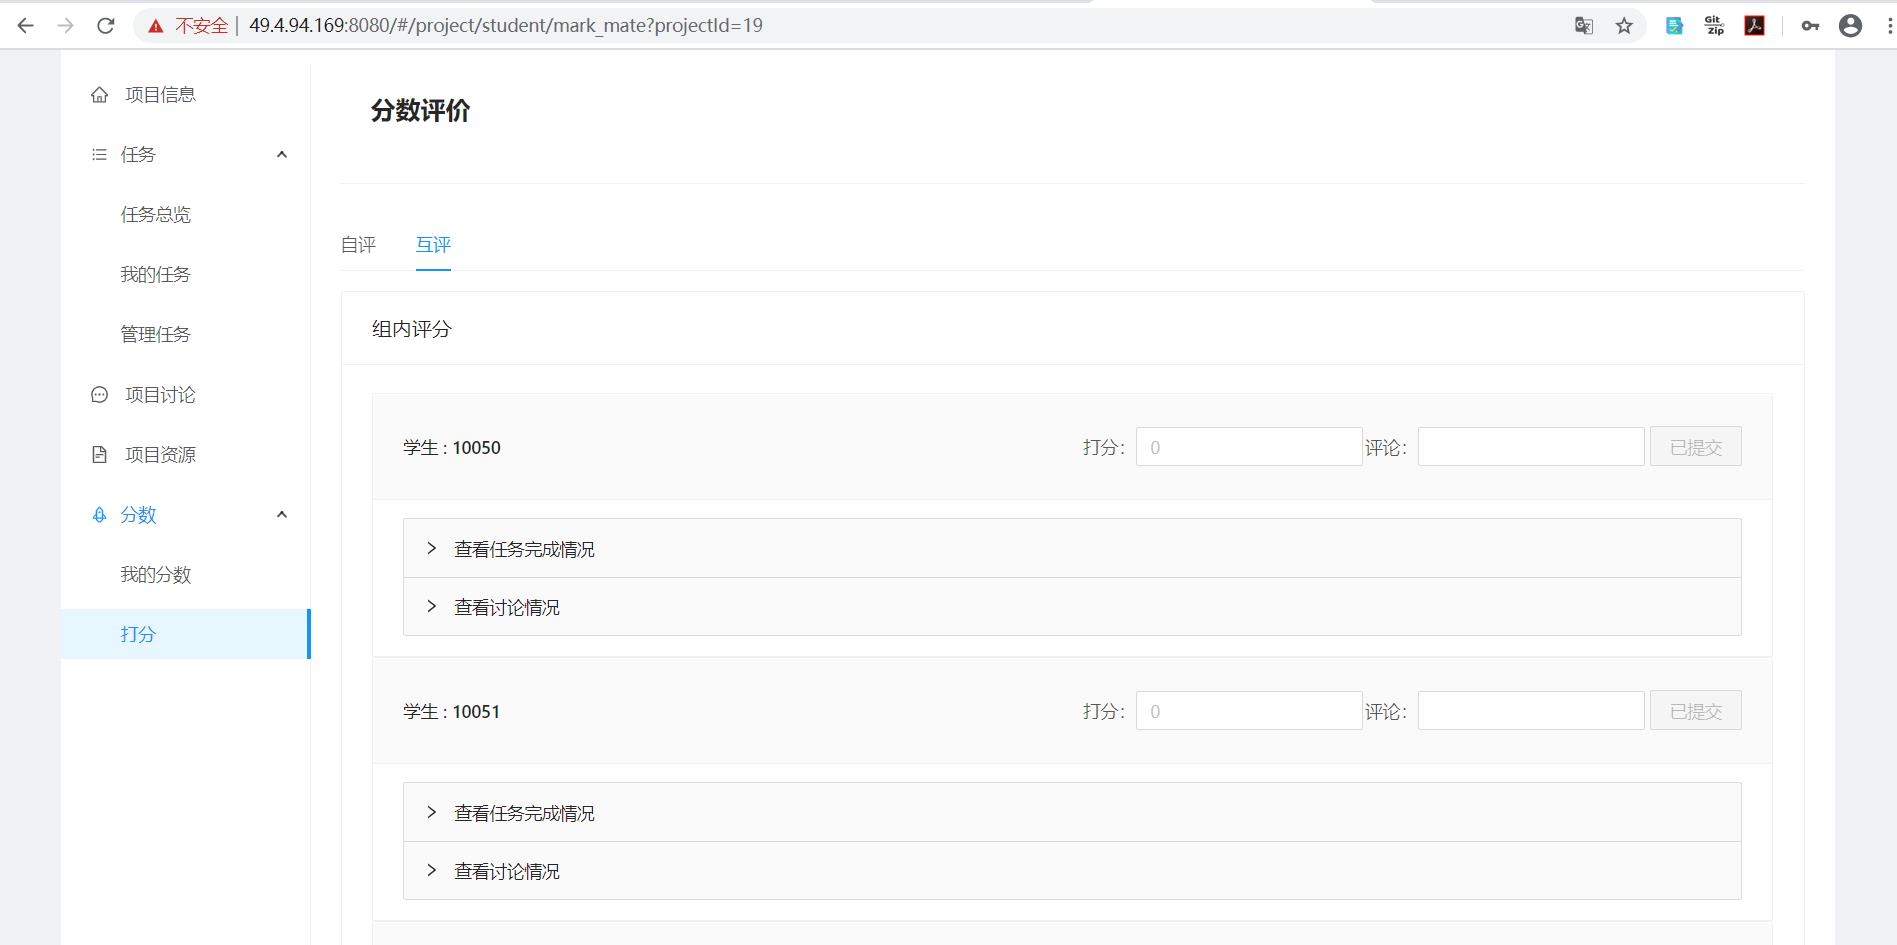 不安全 | 49.4.94.169:8080/#/project/student/mark_mate?projectId=19
Git Zip
项目信息
任务
任务总览
我的任务
管理任务
项目讨论
项目资源
分数
我的分数
打分
分数评价
自评 互评
组内评分
学生 : 10050 打分: 0 评论: 已提交
查看任务完成情况
查看讨论情况
学生 : 10051 打分: 0 评论: 已提交
查看任务完成情况
查看讨论情况